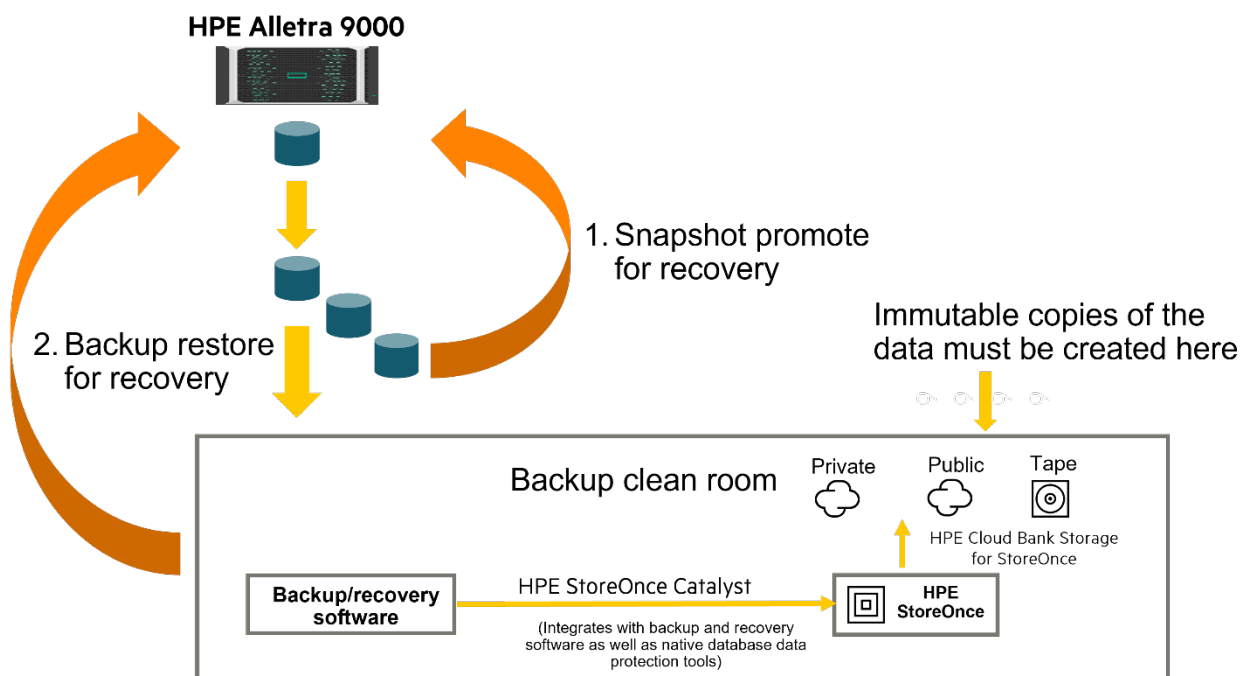 HPE Alletra 9000
1. Snapshot promote
for recovery
2. Backup restore
for recovery
Immutable copies of the
data must be created here
Backup clean room
Private
Public
Tape
HPE Cloud Bank Storage
for StoreOnce
Backup/recovery
software
HPE StoreOnce Catalyst
(Integrates with backup and recovery
software as well as native database data
protection tools)
HPE
StoreOnce